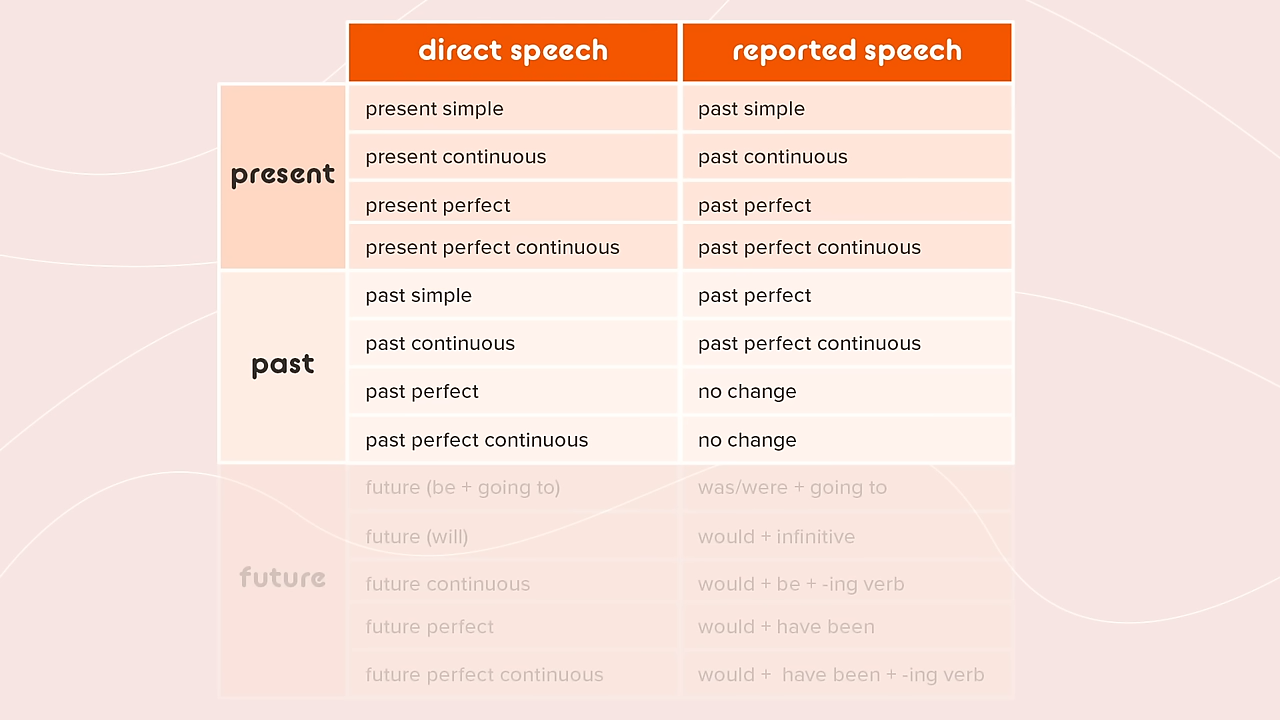 direct speech reported speech
present
present simple past simple
present continuous past continuous
present perfect past perfect
present perfect continuous past perfect continuous
past
past simple past perfect
past continuous past perfect continuous
past perfect no change
past perfect continuous no change
future
future (be + going to) was/were + going to
future (will) would + infinitive
future continuous would + be + -ing verb
future perfect would + have been
future perfect continuous would + have been + -ing verb